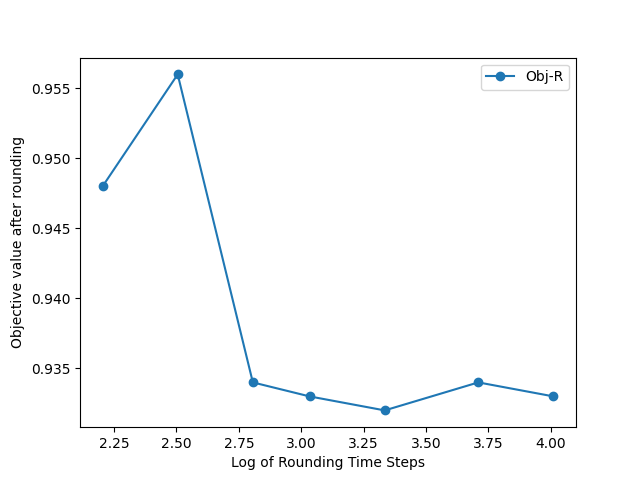 Obj-R
0.955
0.950
0.945
0.940
0.935
Objective value after rounding
2.25 2.50 2.75 3.00 3.25 3.50 3.75 4.00
Log of Rounding Time Steps